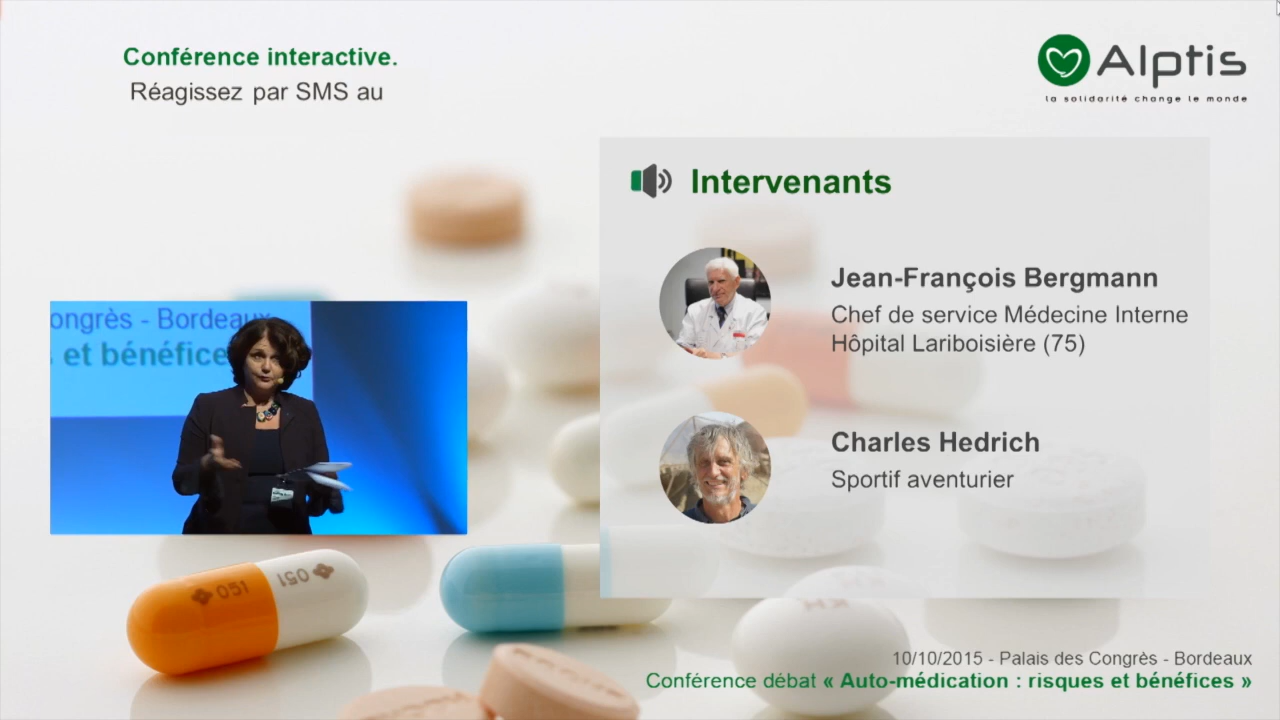 Conférence interactive.
Réagissez par SMS au
Alptis
la solidarité change le monde
Intervenants
Jean-François Bergmann
Chef de service Médecine Interne
Hôpital Lariboisière (75)
Charles Hedrich
Sportif aventurier
ongrès - Bordeaux
et bénéfice
051
051
10/10/2015 - Palais des Congrès - Bordeaux
Conférence débat « Auto-médication : risques et bénéfices »